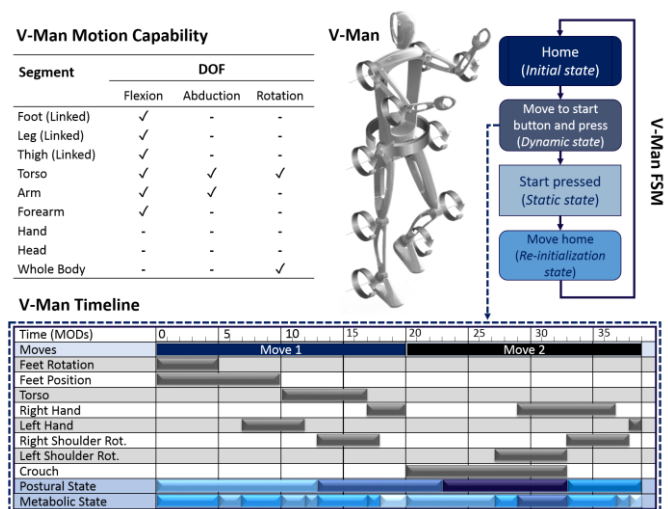 V-Man Motion Capability
Segment DOF
Flexion Abduction Rotation
Foot (Linked) ✓ - -
Leg (Linked) ✓ - -
Thigh (Linked) ✓ - -
Torso ✓ ✓ ✓
Arm ✓ ✓ -
Forearm ✓ - -
Hand - - -
Head - - -
Whole Body - - ✓
V-Man
Home
(Initial state)
Move to start
button and press
(Dynamic state)
Start pressed
(Static state)
Move home
(Re-initialization
state)
V-Man FSM
V-Man Timeline
Time (MODs) 0 5 10 15 20 25 30 35
Moves Move 1 Move 2
Feet Rotation
Feet Position
Torso
Right Hand
Left Hand
Right Shoulder Rot.
Left Shoulder Rot.
Crouch
Postural State
Metabolic State